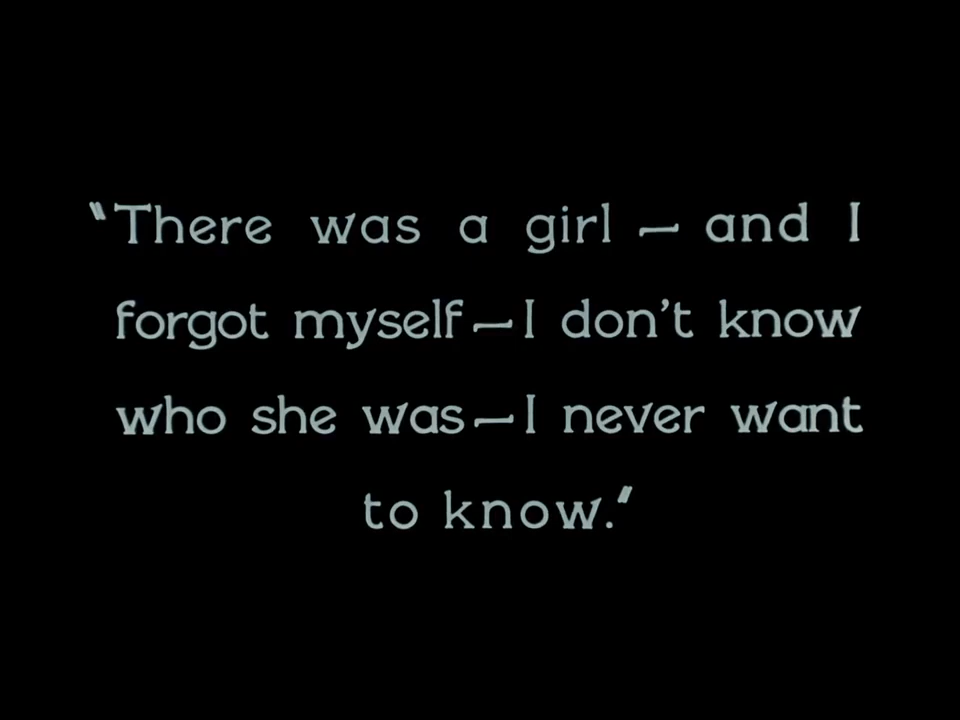 "There was a girl — and I
forgot myself — I don't know
who she was — I never want
to know."